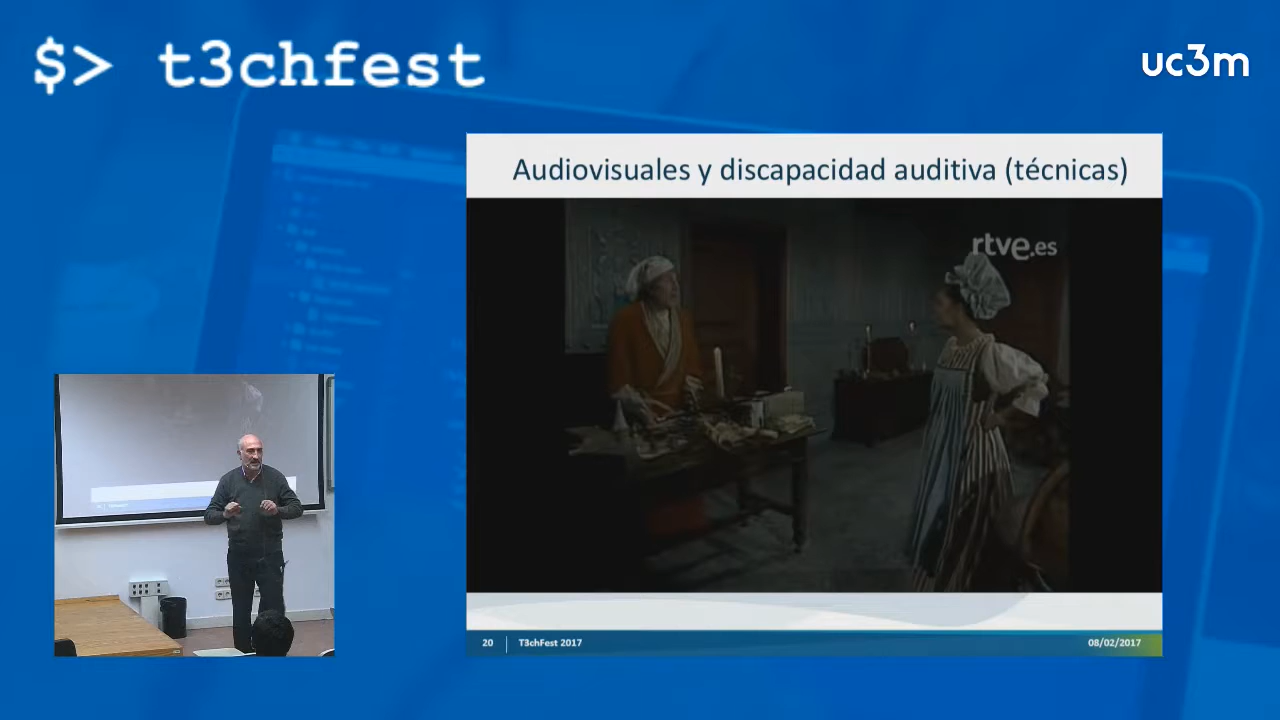 $> t3chfest
uc3m
Audiovisuales y discapacidad auditiva (técnicas)
rtve.es
20
T3chFest 2017
08/02/2017